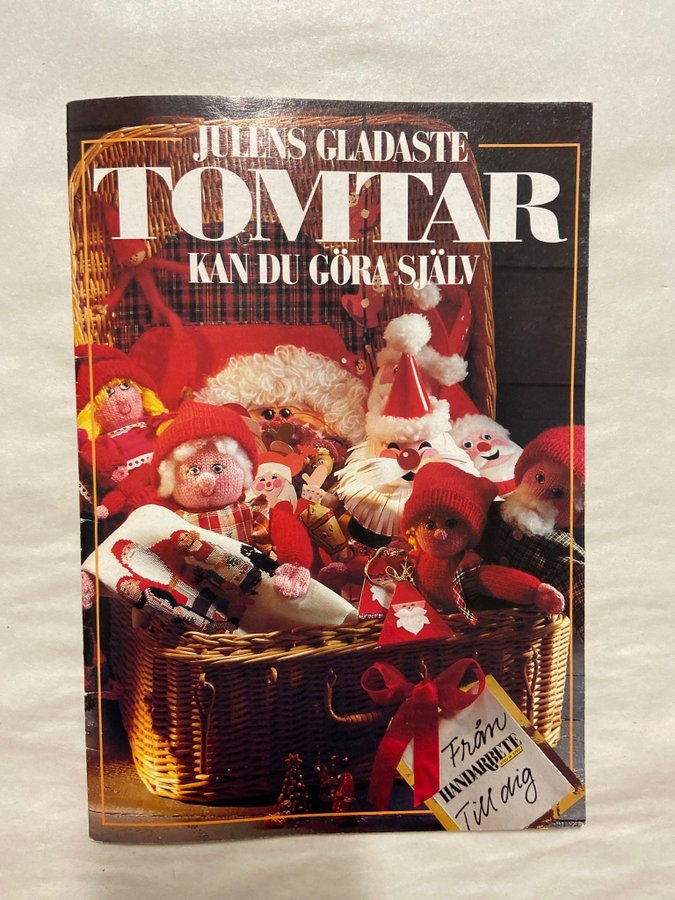 JULENS GLADASTE
TOMTAR
KAN DU GÖRA SJÄLV
Från
HANDARBETE
Till dig